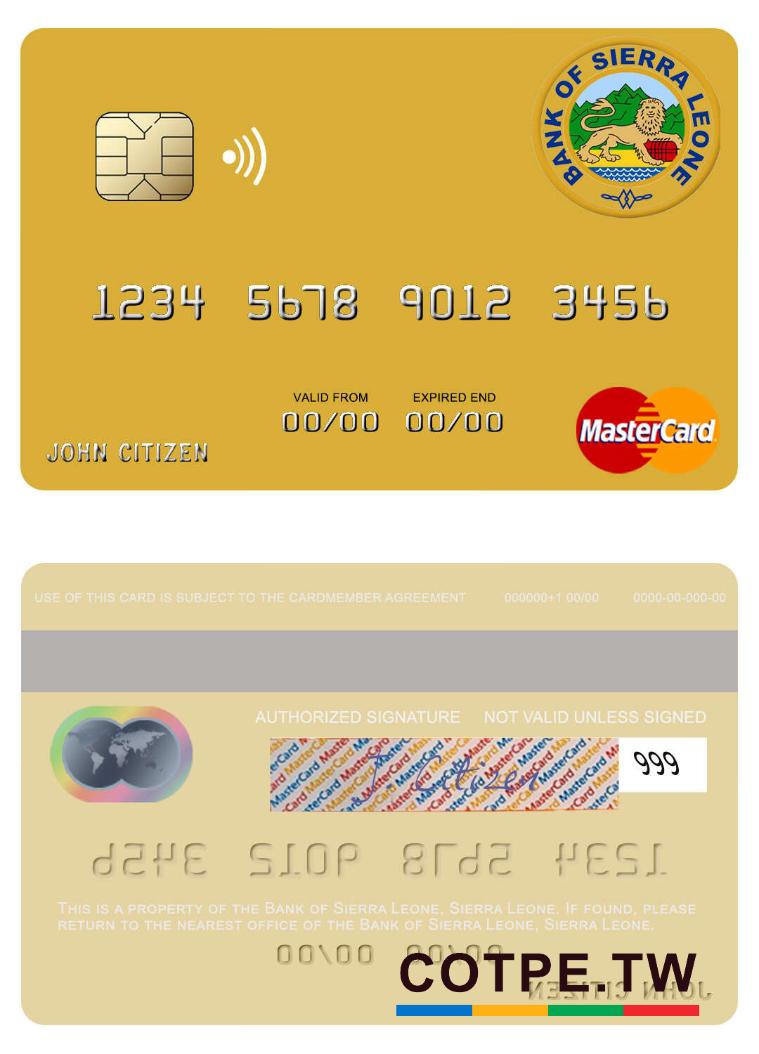 BANK OF SIERRA LEONE
1234 5678 9012 3456
VALID FROM EXPIRED END
00/00 00/00
JOHN CITIZEN
MasterCard
USE OF THIS CARD IS SUBJECT TO THE CARDMEMBER AGREEMENT 000000+1 00/00 0000-00-000-00
AUTHORIZED SIGNATURE NOT VALID UNLESS SIGNED
MasterCard
J. Citizen
999
1234 5678 9012 3456
THIS IS A PROPERTY OF THE BANK OF SIERRA LEONE, SIERRA LEONE. IF FOUND, PLEASE
RETURN TO THE NEAREST OFFICE OF THE BANK OF SIERRA LEONE, SIERRA LEONE.
00/00 00/00
COTPE.TW
JOHN CITIZEN